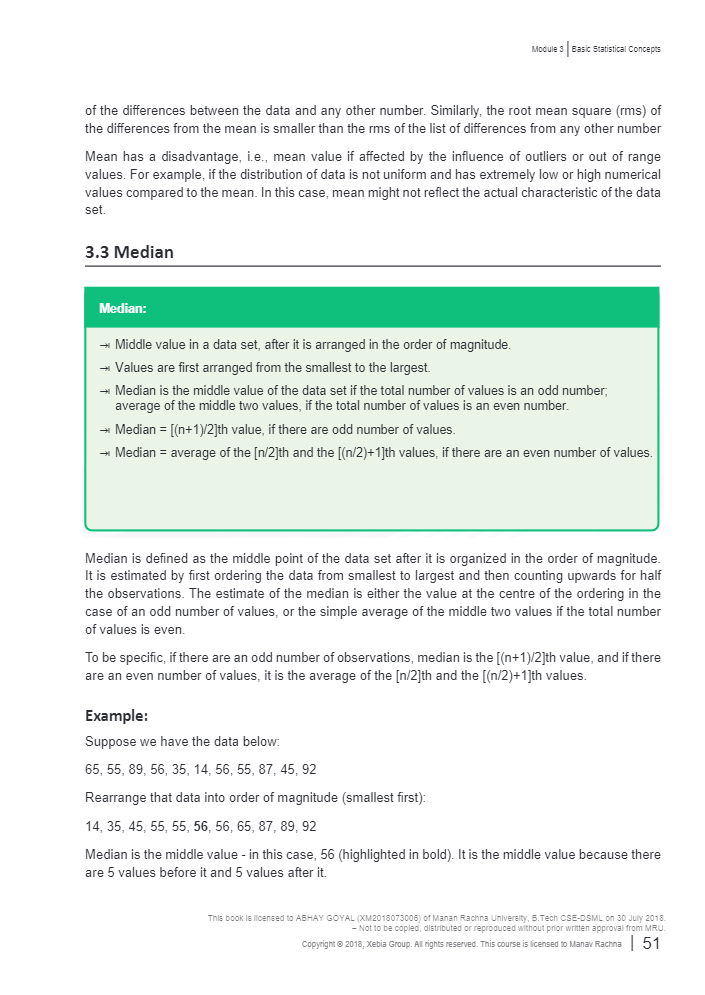 Module 3 | Basic Statistical Concepts
of the differences between the data and any other number. Similarly, the root mean square (rms) of
the differences from the mean is smaller than the rms of the list of differences from any other number
Mean has a disadvantage, i.e., mean value if affected by the influence of outliers or out of range
values. For example, if the distribution of data is not uniform and has extremely low or high numerical
values compared to the mean. In this case, mean might not reflect the actual characteristic of the data
set.
3.3 Median
Median:
⇥ Middle value in a data set, after it is arranged in the order of magnitude.
⇥ Values are first arranged from the smallest to the largest.
⇥ Median is the middle value of the data set if the total number of values is an odd number;
average of the middle two values, if the total number of values is an even number.
⇥ Median = [(n+1)/2]th value, if there are odd number of values.
⇥ Median = average of the [n/2]th and the [(n/2)+1]th values, if there are an even number of values.
Median is defined as the middle point of the data set after it is organized in the order of magnitude.
It is estimated by first ordering the data from smallest to largest and then counting upwards for half
the observations. The estimate of the median is either the value at the centre of the ordering in the
case of an odd number of values, or the simple average of the middle two values if the total number
of values is even.
To be specific, if there are an odd number of observations, median is the [(n+1)/2]th value, and if there
are an even number of values, it is the average of the [n/2]th and the [(n/2)+1]th values.
Example:
Suppose we have the data below:
65, 55, 89, 56, 35, 14, 56, 55, 87, 45, 92
Rearrange that data into order of magnitude (smallest first):
14, 35, 45, 55, 55, 56, 56, 65, 87, 89, 92
Median is the middle value - in this case, 56 (highlighted in bold). It is the middle value because there
are 5 values before it and 5 values after it.
This book is licensed to ABHAY GOYAL (XM2018073006) of Manan Rachna University, B.Tech CSE-DSML on 30 July 2018.
– Not to be copied, distributed or reproduced without prior written approval from MRU.
Copyright © 2018, Xebia Group. All rights reserved. This course is licensed to Manav Rachna | 51